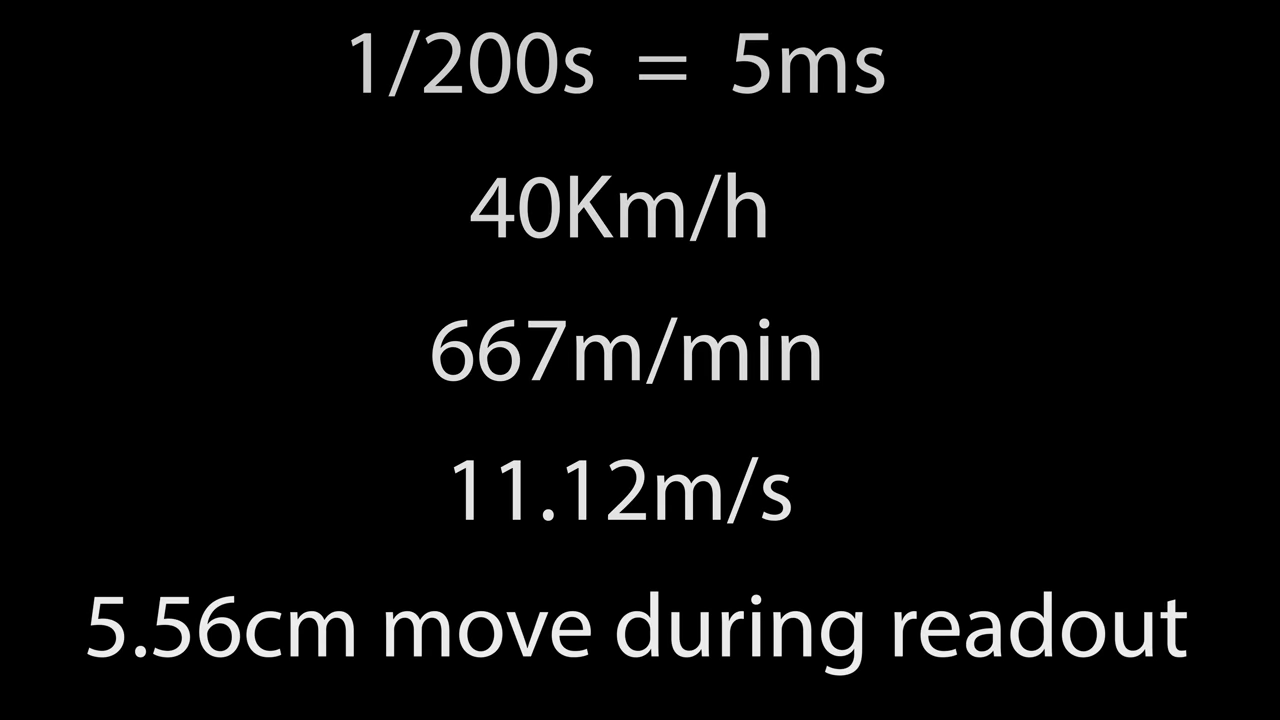 1/200s = 5ms
40Km/h
667m/min
11.12m/s
5.56cm move during readout